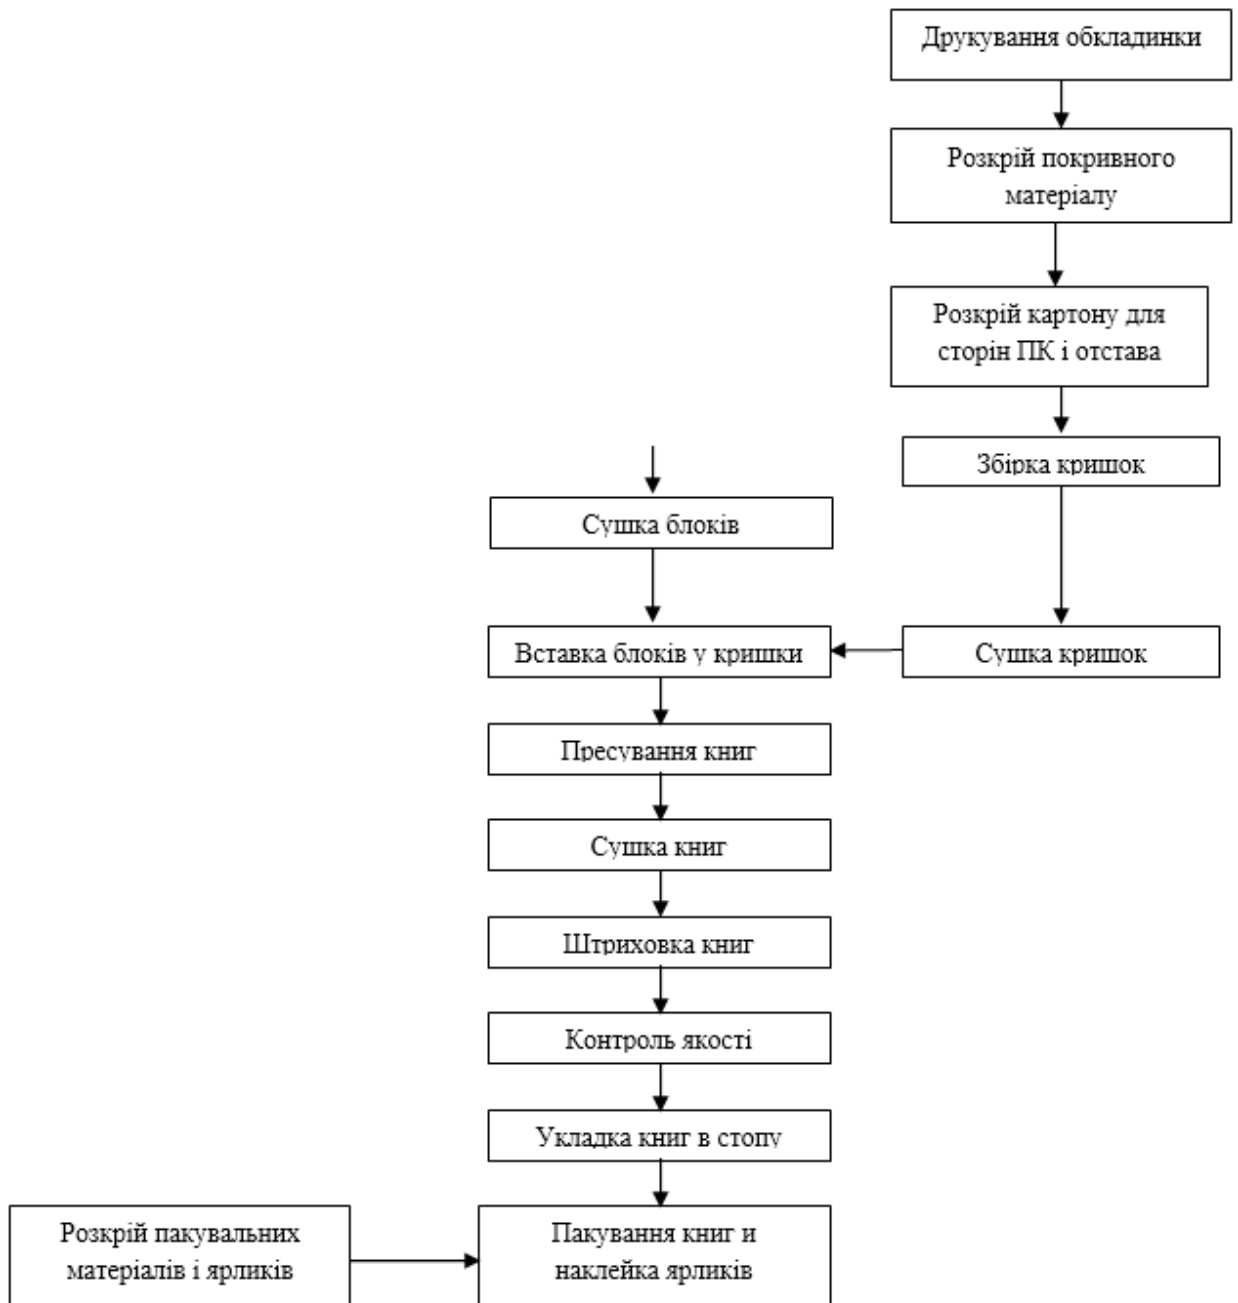 Друкування обкладинки
Розкрій покривного
матеріалу
Розкрій картону для
сторін ПК і отстава
Збірка кришок
Сушка блоків
Вставка блоків у кришки
Сушка кришок
Пресування книг
Сушка книг
Штриховка книг
Контроль якості
Укладка книг в стопу
Розкрій пакувальних
матеріалів і ярликів
Пакування книг и
наклейка ярликів